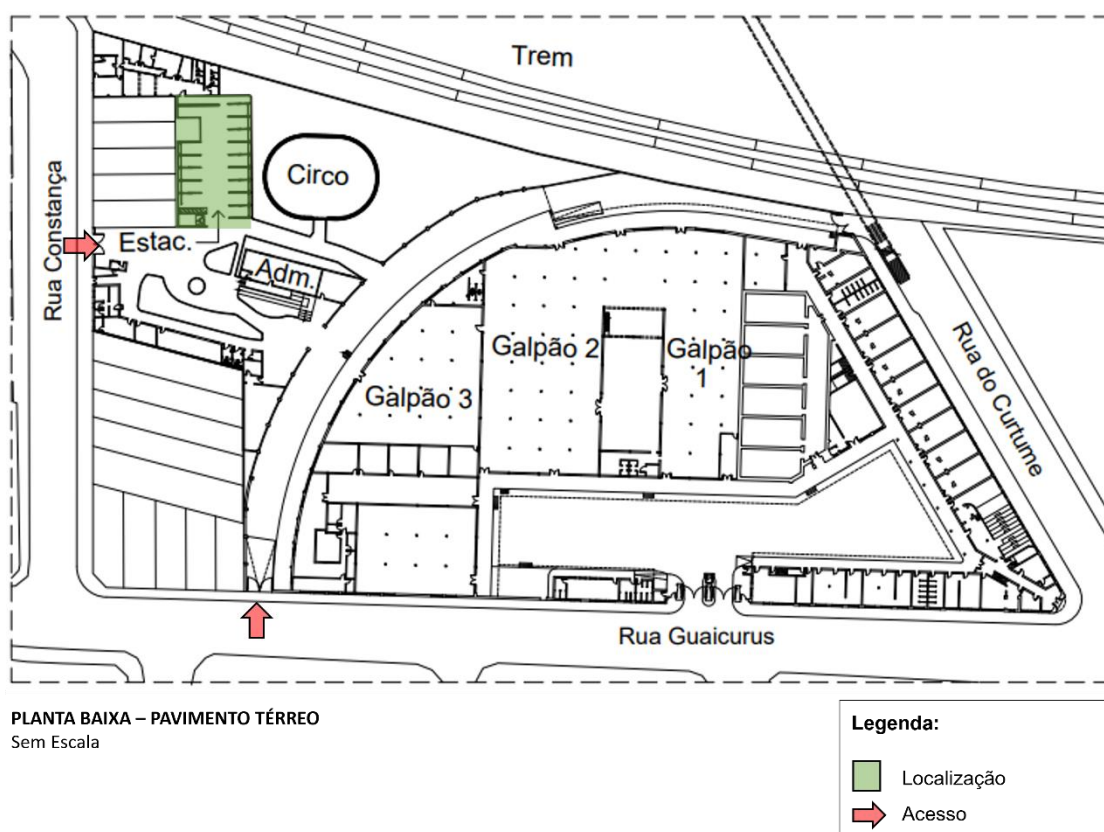 Trem
Circo
Rua Constança
Estac.
Adm.
Galpão 2
Galpão
1
Galpão 3
Rua do Curtume
Rua Guaicurus
PLANTA BAIXA – PAVIMENTO TÉRREO
Sem Escala
Legenda:
Localização
Acesso